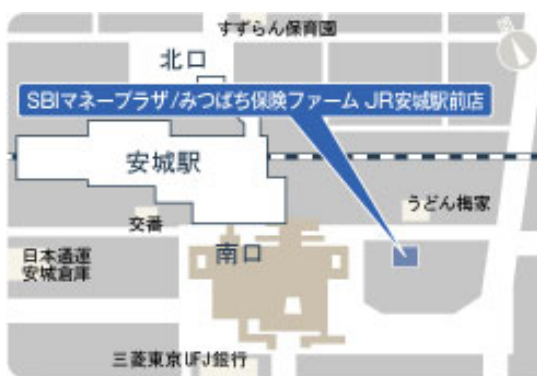 すずらん保育園
北口
SBIマネープラザ/みつばち保険ファーム JR安城駅前店
安城駅
うどん梅家
交番
南口
日本通運
安城倉庫
三菱東京UFJ銀行